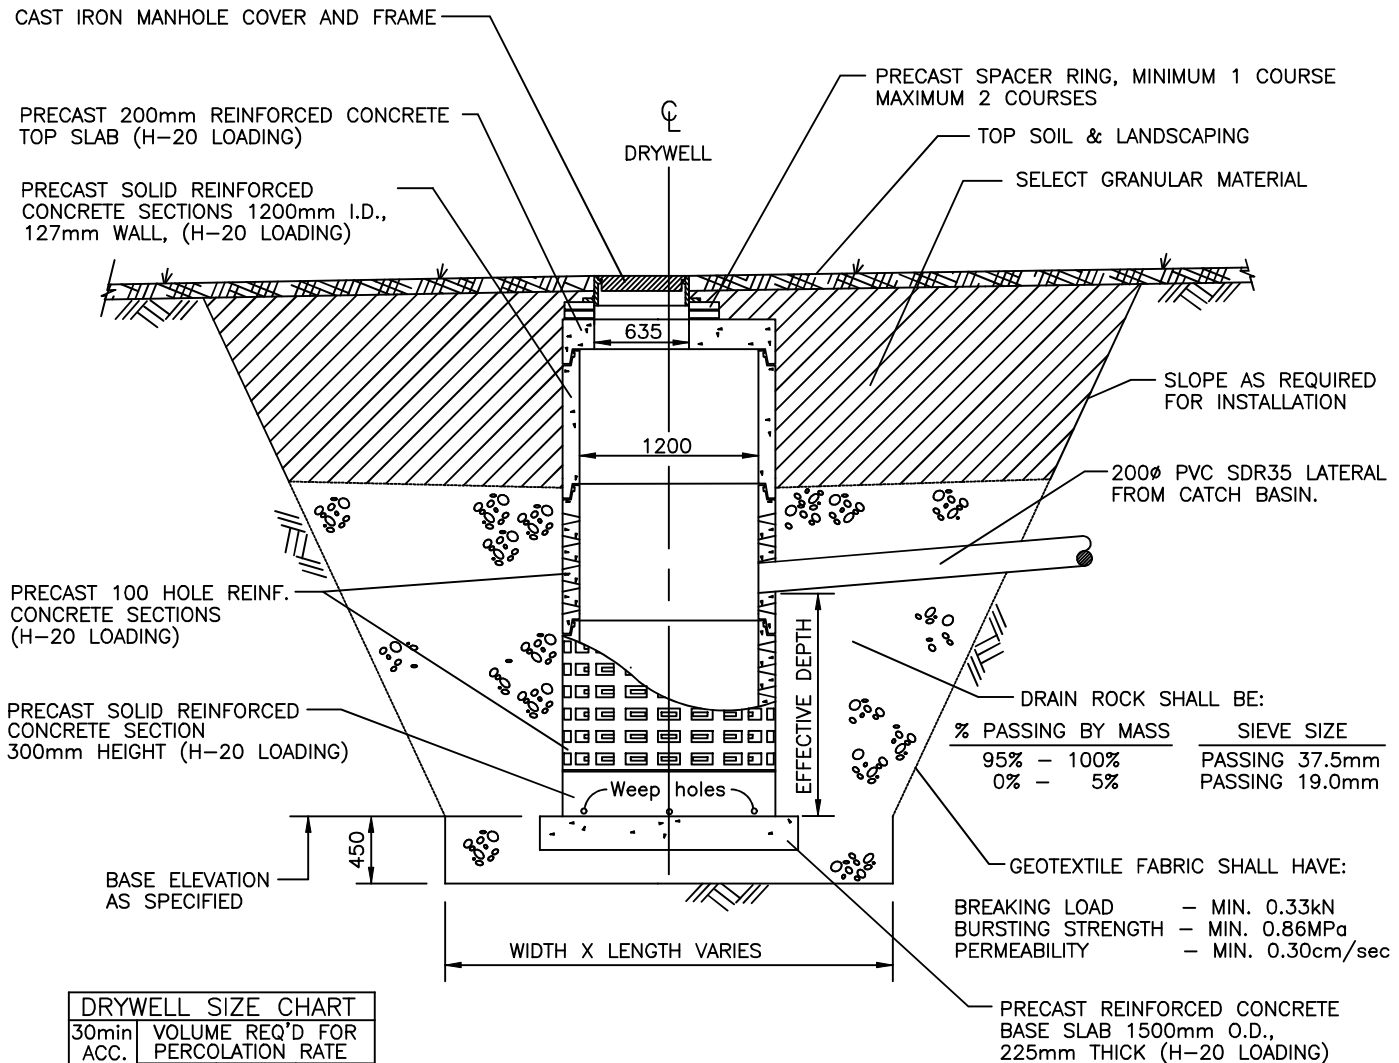 CAST IRON MANHOLE COVER AND FRAME
PRECAST SPACER RING, MINIMUM 1 COURSE
MAXIMUM 2 COURSES
PRECAST 200mm REINFORCED CONCRETE
TOP SLAB (H-20 LOADING)
℄
DRYWELL
TOP SOIL & LANDSCAPING
PRECAST SOLID REINFORCED
CONCRETE SECTIONS 1200mm I.D.,
127mm WALL, (H-20 LOADING)
SELECT GRANULAR MATERIAL
635
SLOPE AS REQUIRED
FOR INSTALLATION
1200
200ø PVC SDR35 LATERAL
FROM CATCH BASIN.
PRECAST 100 HOLE REINF.
CONCRETE SECTIONS
(H-20 LOADING)
EFFECTIVE DEPTH
PRECAST SOLID REINFORCED
CONCRETE SECTION
300mm HEIGHT (H-20 LOADING)
DRAIN ROCK SHALL BE:
% PASSING BY MASS SIEVE SIZE
95% - 100% PASSING 37.5mm
0% - 5% PASSING 19.0mm
Weep holes
450
BASE ELEVATION
AS SPECIFIED
GEOTEXTILE FABRIC SHALL HAVE:
BREAKING LOAD - MIN. 0.33kN
BURSTING STRENGTH - MIN. 0.86MPa
PERMEABILITY - MIN. 0.30cm/sec
WIDTH X LENGTH VARIES
PRECAST REINFORCED CONCRETE
BASE SLAB 1500mm O.D.,
225mm THICK (H-20 LOADING)
DRYWELL SIZE CHART
30min VOLUME REQ'D FOR
ACC. PERCOLATION RATE